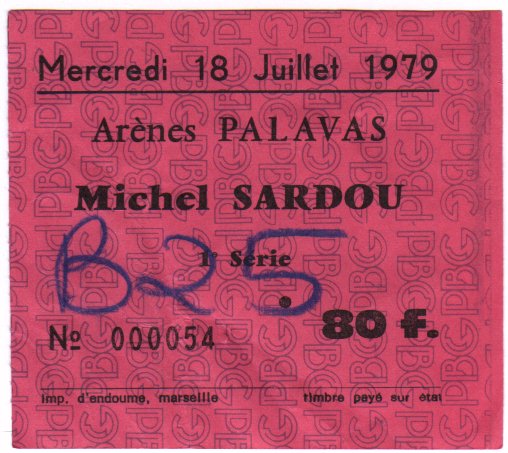 Mercredi 18 Juillet 1979
Arènes PALAVAS
Michel SARDOU
1e Série
B25
80 f.
Nº 000054
imp. d'endoume, marseille
timbre payé sur état